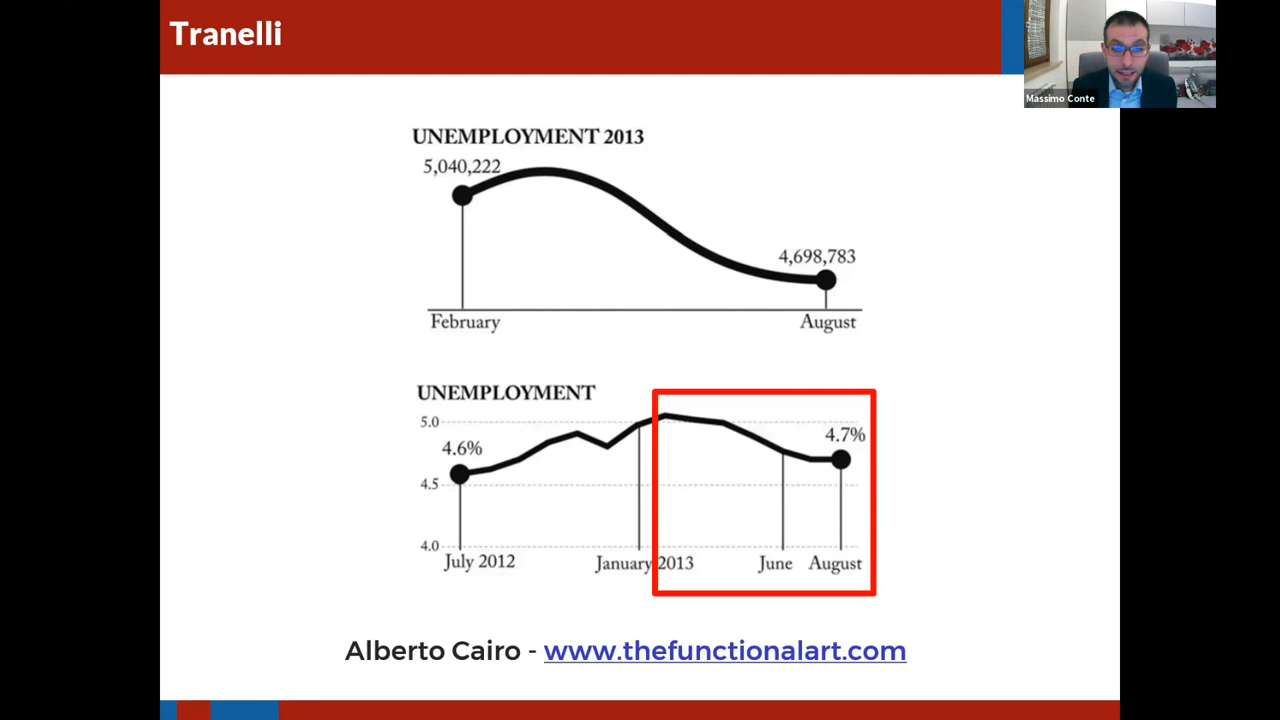 Tranelli
Massimo Conte
UNEMPLOYMENT 2013
5,040,222
4,698,783
February
August
UNEMPLOYMENT
5.0
4.7%
4.6%
4.5
4.0
July 2012
January 2013
June
August
Alberto Cairo - www.thefunctionalart.com